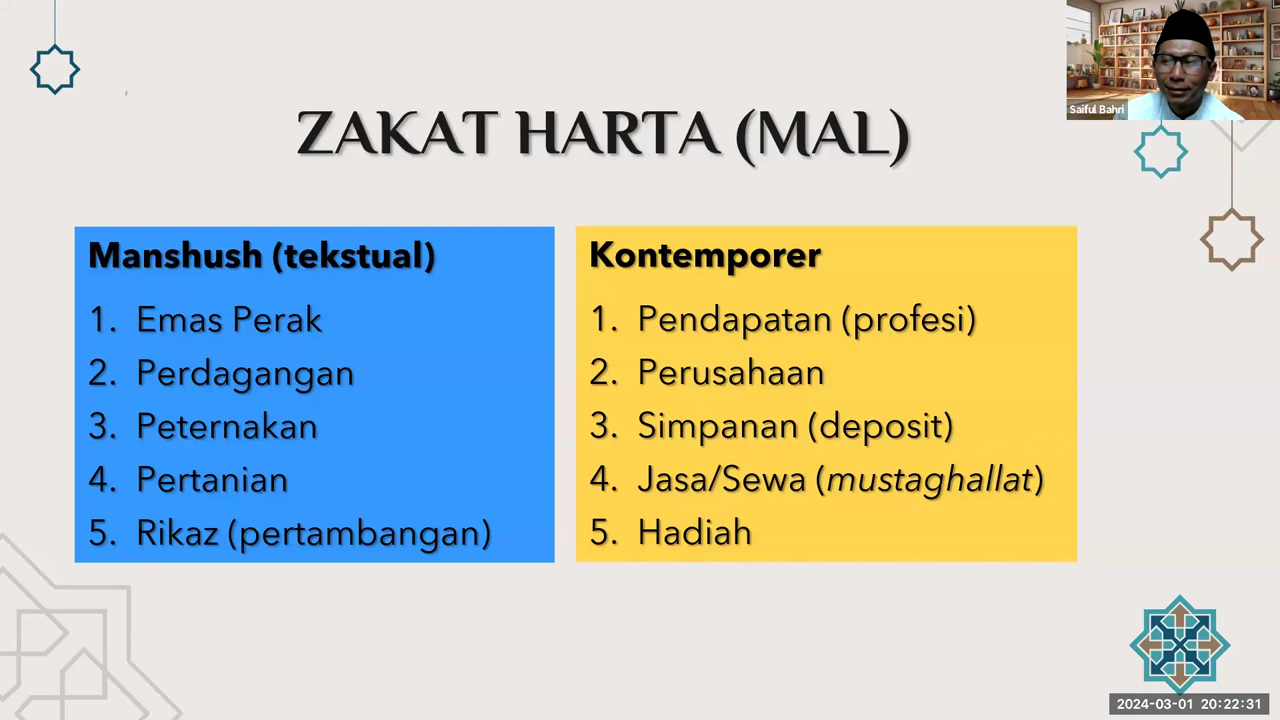 Saiful Bahri
ZAKAT HARTA (MAL)
Manshush (tekstual)
1. Emas Perak
2. Perdagangan
3. Peternakan
4. Pertanian
5. Rikaz (pertambangan)
Kontemporer
1. Pendapatan (profesi)
2. Perusahaan
3. Simpanan (deposit)
4. Jasa/Sewa (mustaghallat)
5. Hadiah
2024-03-01 20:22:31